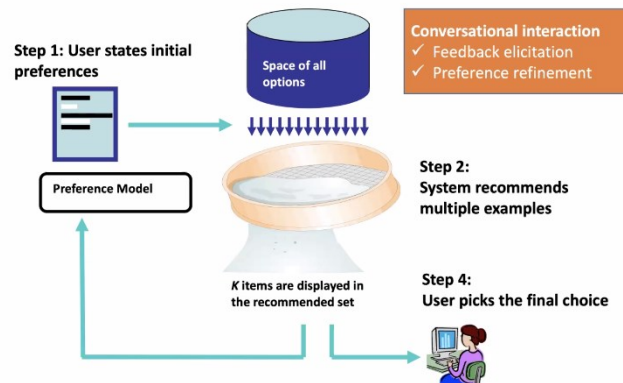 Step 1: User states initial
preferences
Space of all
options
Conversational interaction
✓ Feedback elicitation
✓ Preference refinement
Preference Model
Step 2:
System recommends
multiple examples
K items are displayed in
the recommended set
Step 4:
User picks the final choice